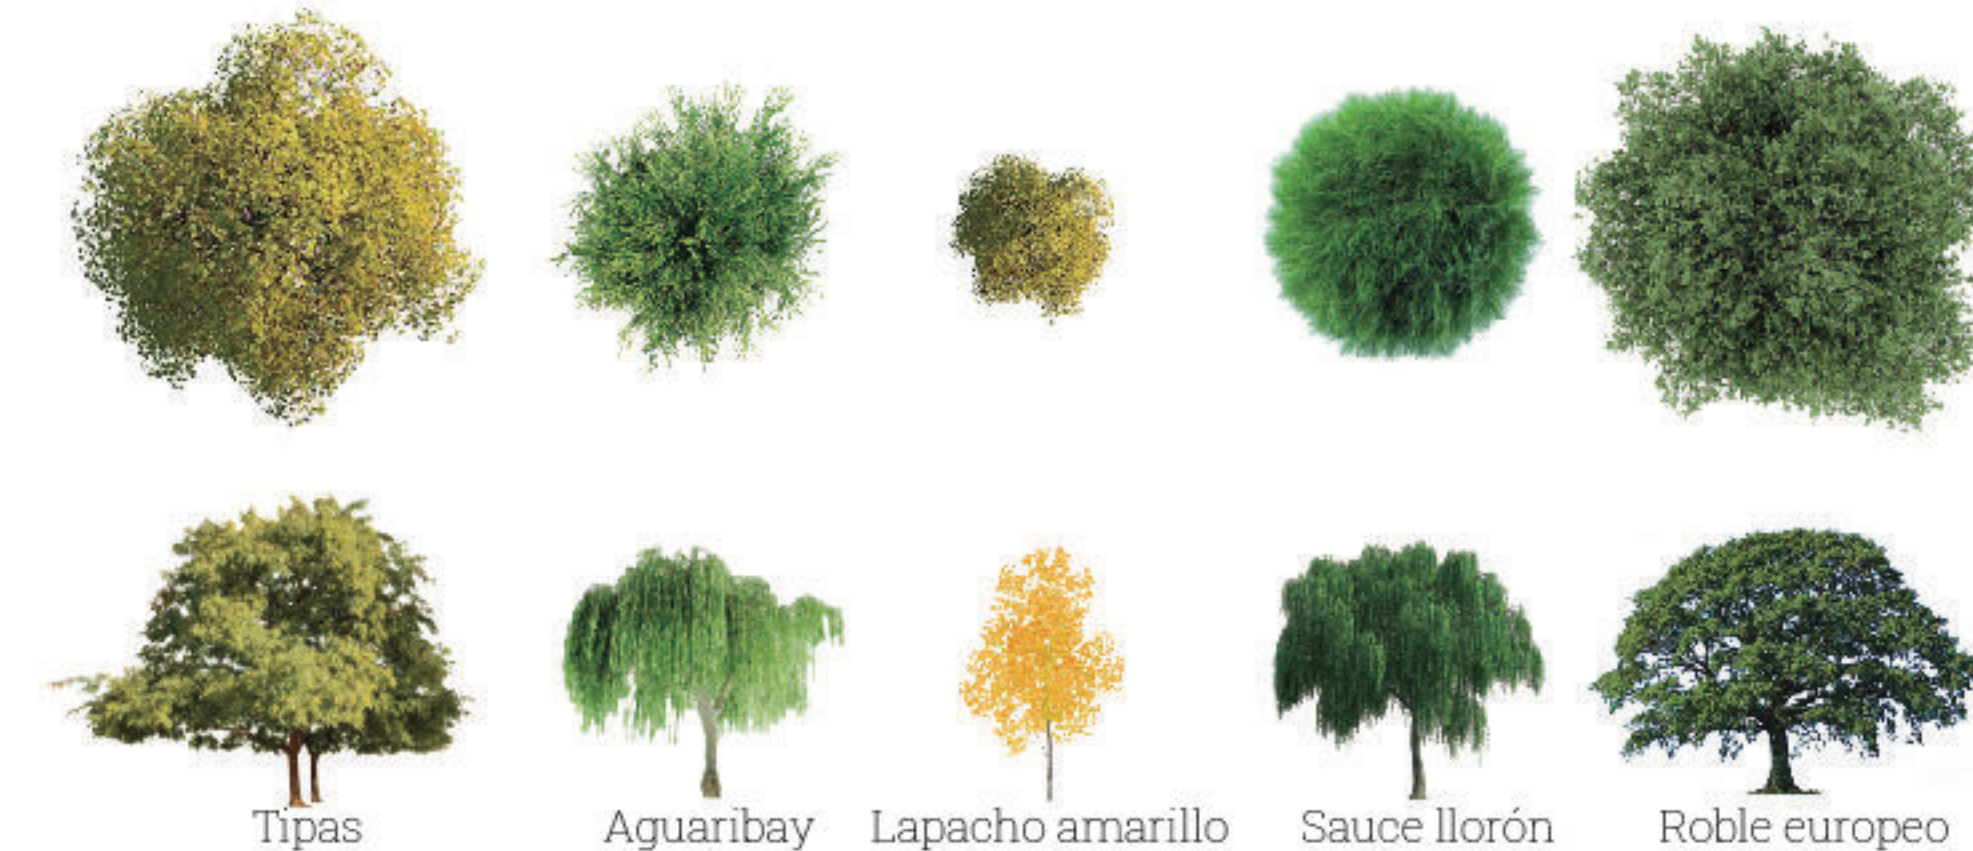 Tipas
Aguaribay
Lapacho amarillo
Sauce llorón
Roble europeo